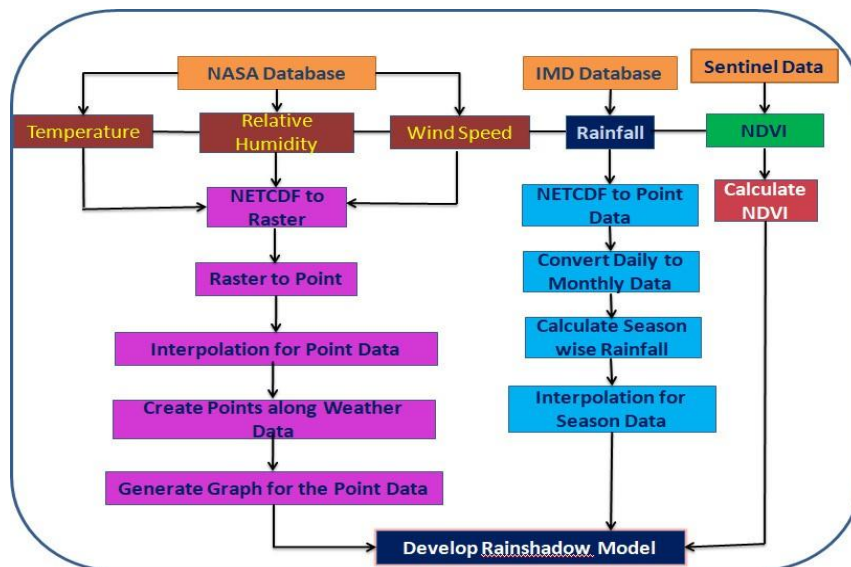 NASA Database
IMD Database
Sentinel Data
Temperature
Relative
Humidity
Wind Speed
Rainfall
NDVI
NETCDF to
Raster
Raster to Point
Interpolation for Point Data
Create Points along Weather
Data
Generate Graph for the Point Data
NETCDF to Point
Data
Convert Daily to
Monthly Data
Calculate Season
wise Rainfall
Interpolation for
Season Data
Calculate
NDVI
Develop Rainshadow Model